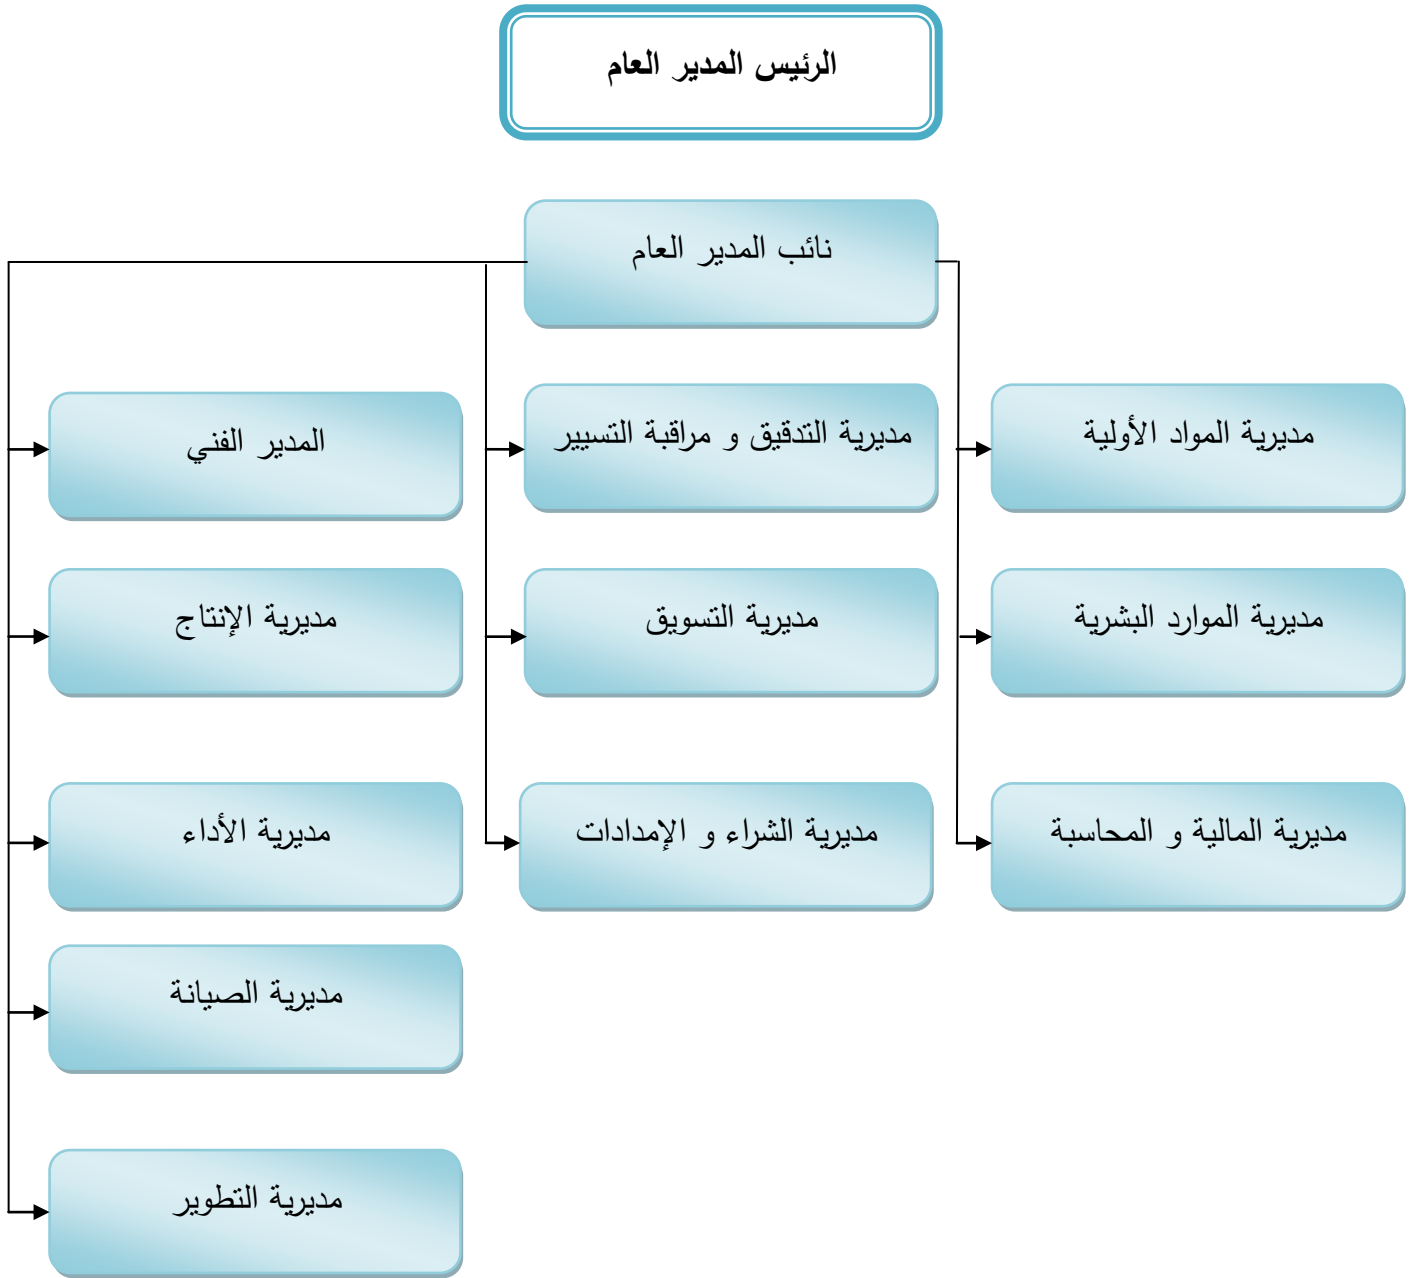 الرئيس المدير العام
نائب المدير العام
مديرية المواد الأولية
مديرية التدقيق و مراقبة التسيير
المدير الفني
مديرية الموارد البشرية
مديرية التسويق
مديرية الإنتاج
مديرية المالية و المحاسبة
مديرية الشراء و الإمدادات
مديرية الأداء
مديرية الصيانة
مديرية التطوير